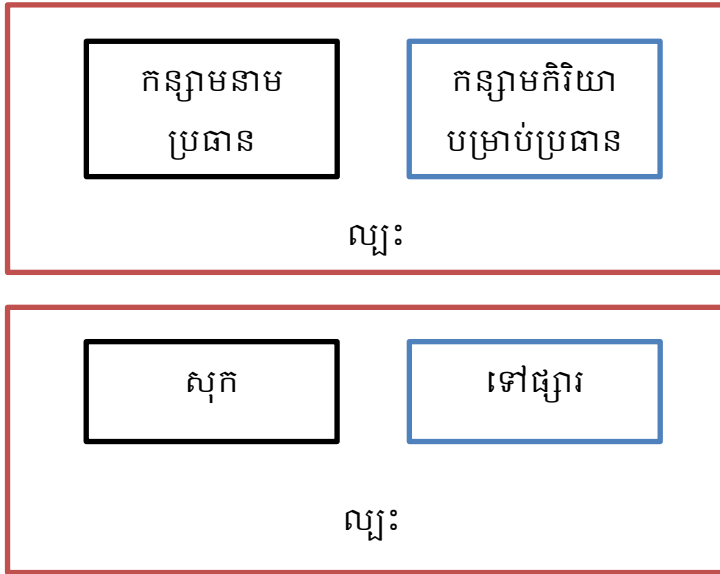 កន្សោមនាម
ប្រធាន
កន្សោមកិរិយា
បម្រាប់ប្រធាន
ល្បះ
សុក
ទៅផ្សារ
ល្បះ